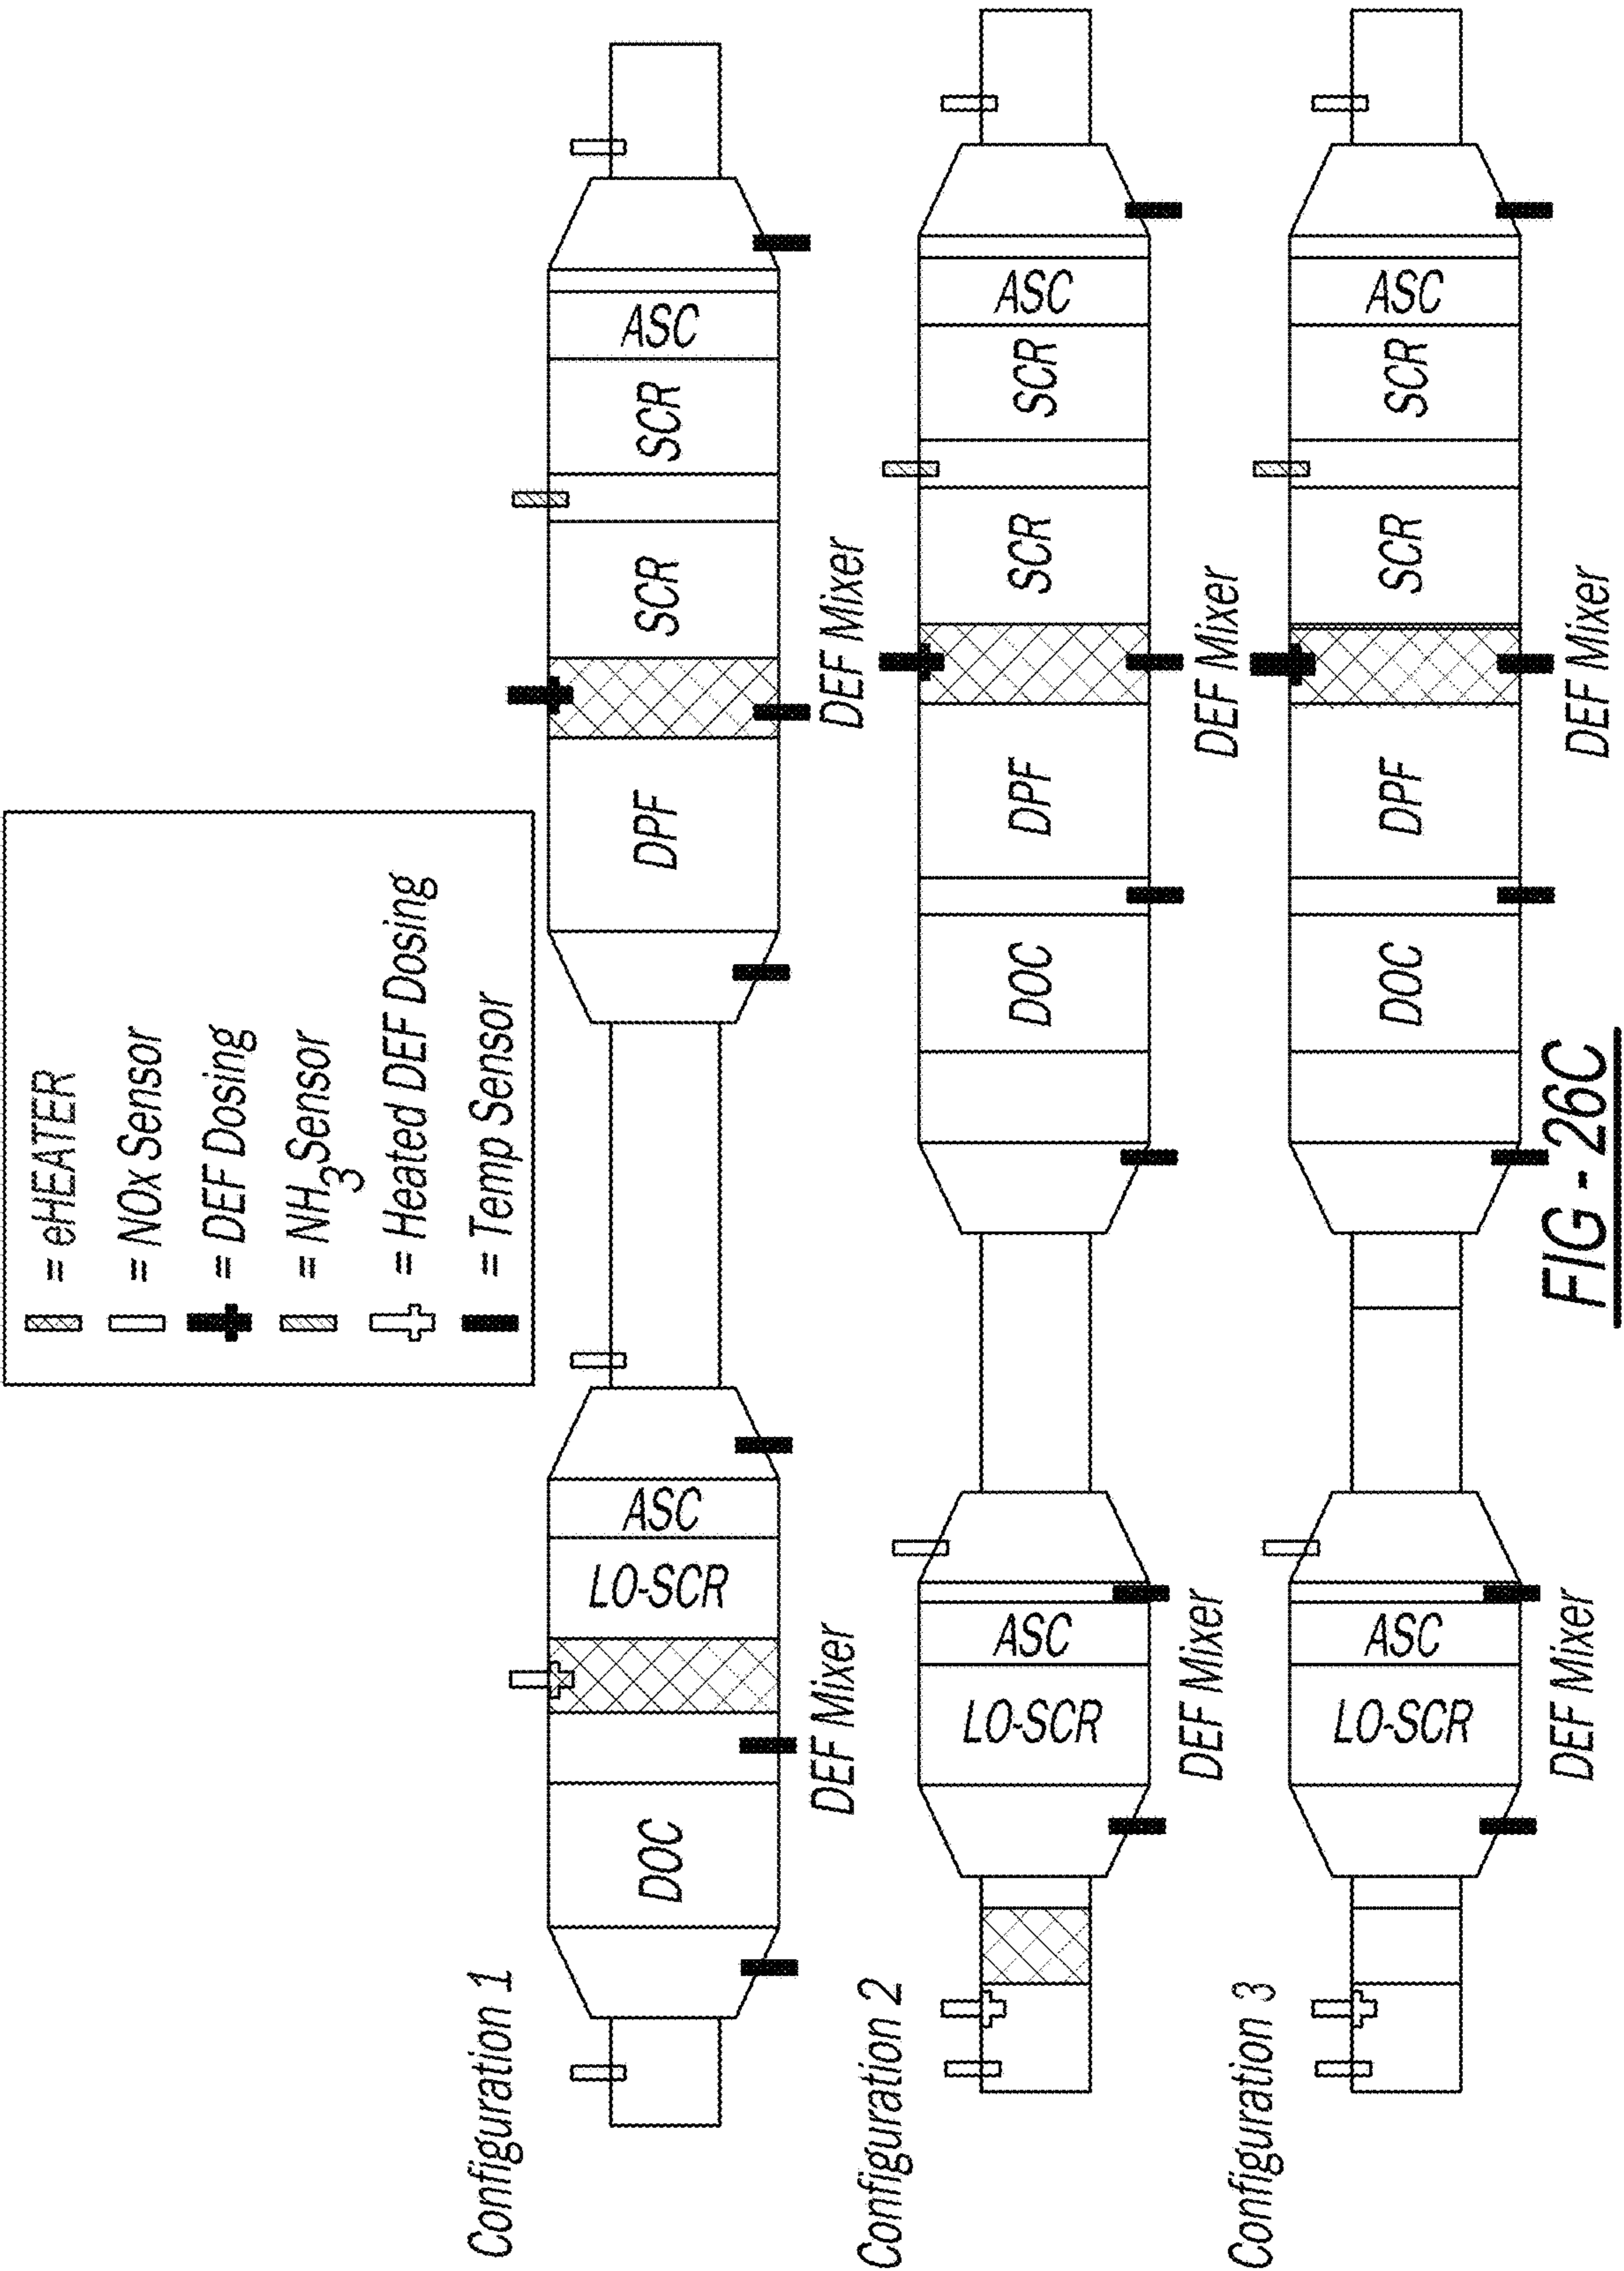 = eHEATER
= NOx Sensor
= DEF Dosing
= NH3 Sensor
= Heated DEF Dosing
= Temp Sensor
Configuration 1
DOC
LO-SCR
ASC
DPF
SCR
SCR
ASC
DEF Mixer
DEF Mixer
Configuration 2
LO-SCR
ASC
DOC
DPF
SCR
SCR
ASC
DEF Mixer
DEF Mixer
Configuration 3
LO-SCR
ASC
DOC
DPF
SCR
SCR
ASC
DEF Mixer
DEF Mixer
FIG - 26C